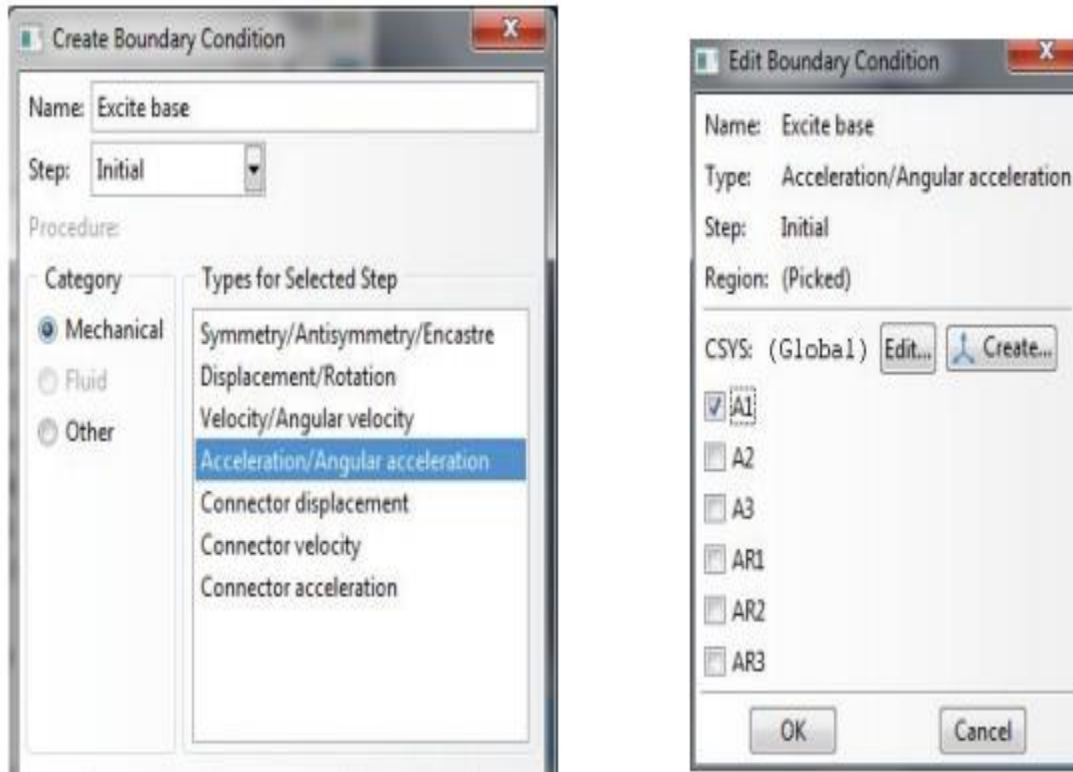 Create Boundary Condition
Name: Excite base
Step: Initial
Procedure:
Category
Mechanical
Fluid
Other
Types for Selected Step
Symmetry/Antisymmetry/Encastre
Displacement/Rotation
Velocity/Angular velocity
Acceleration/Angular acceleration
Connector displacement
Connector velocity
Connector acceleration
Edit Boundary Condition
Name: Excite base
Type: Acceleration/Angular acceleration
Step: Initial
Region: (Picked)
CSYS: (Global) Edit... Create...
A1
A2
A3
AR1
AR2
AR3
OK Cancel